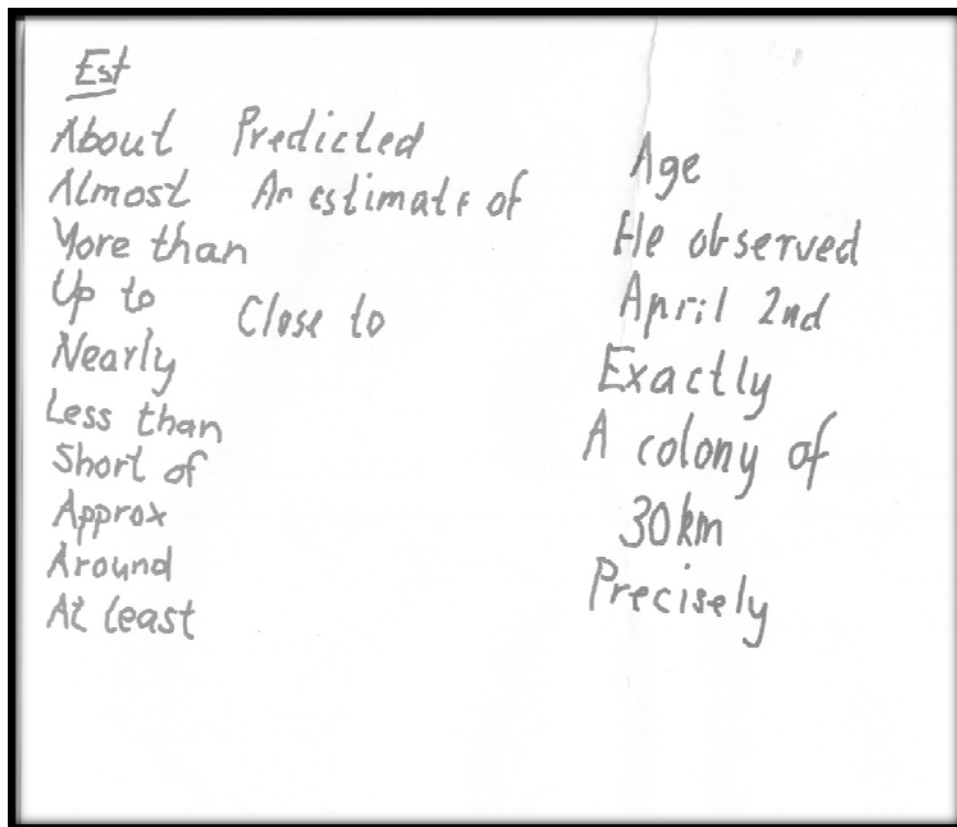 Est
About Predicted
Almost An estimate of
More than
Up to
Close to
Nearly
Less than
Short of
Approx
Around
At least
Age
He observed
April 2nd
Exactly
A colony of
30km
Precisely